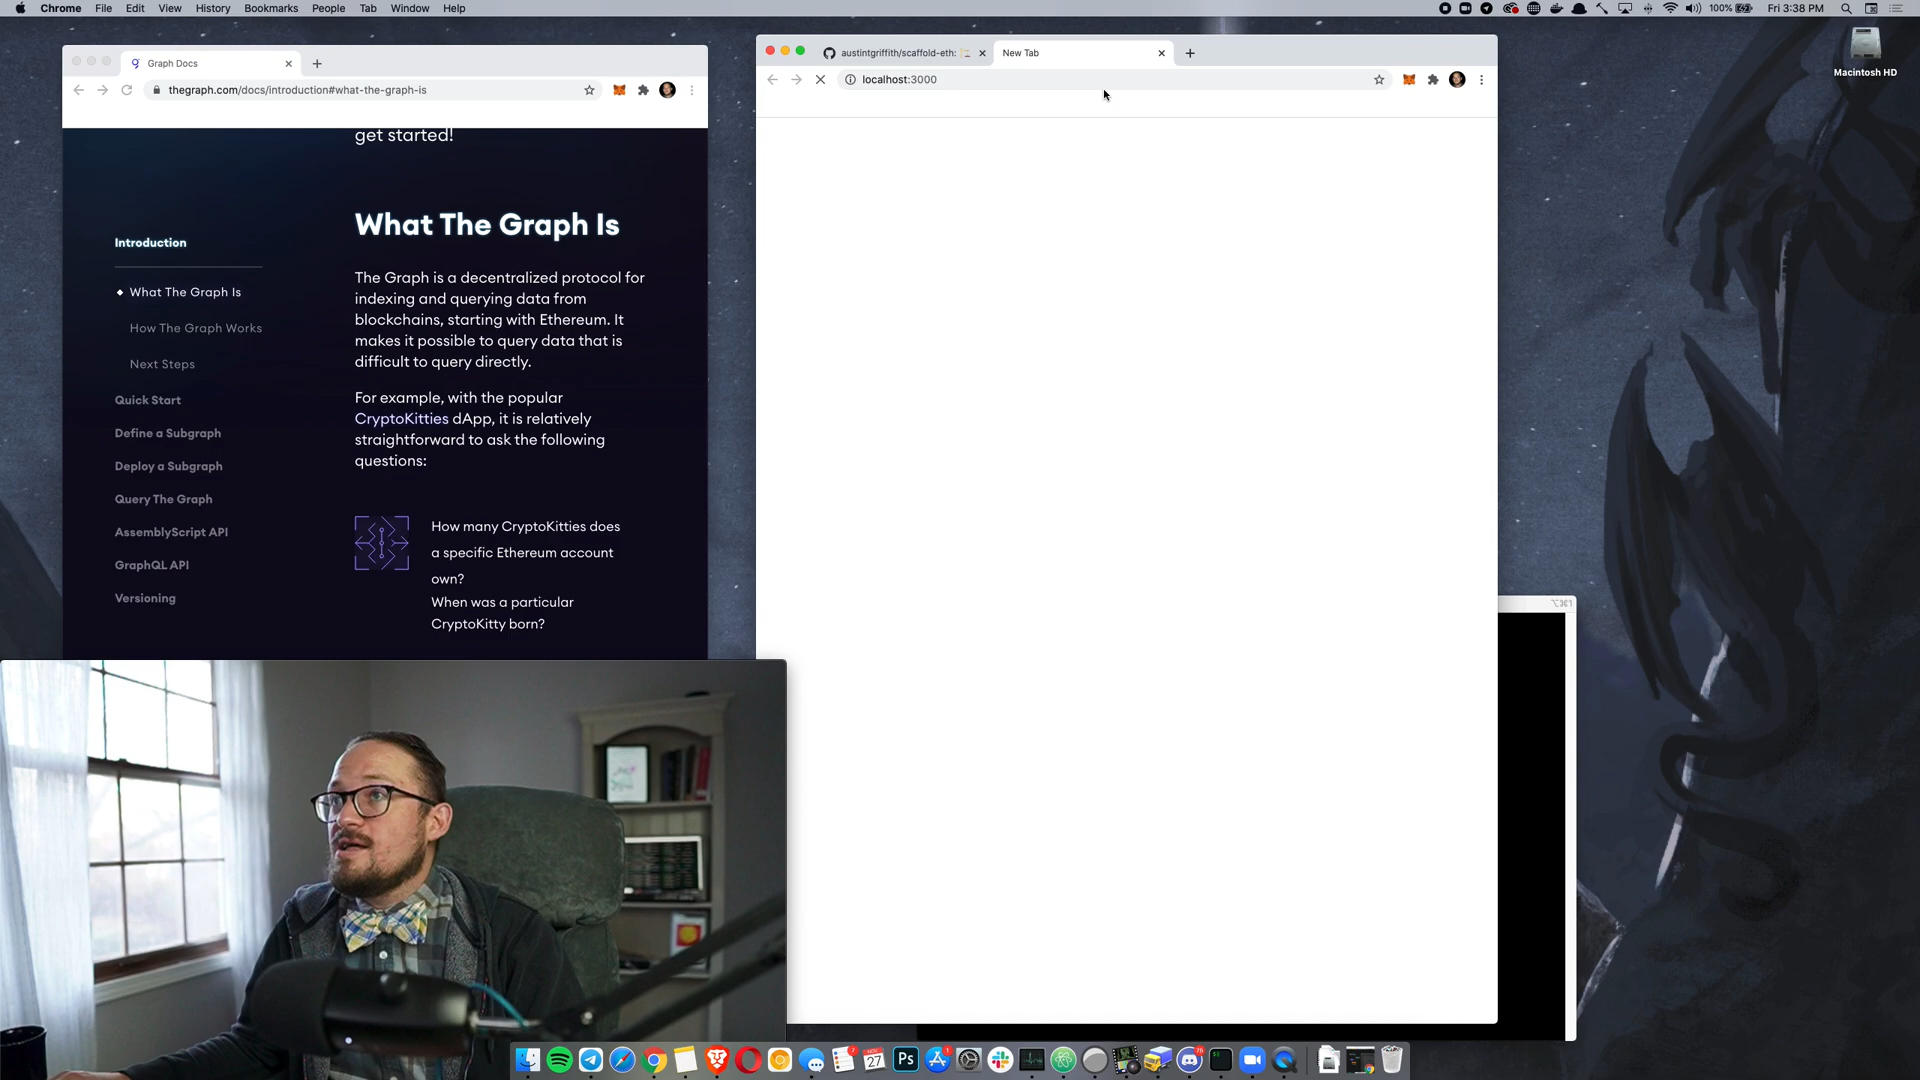 Chrome File Edit View History Bookmarks People Tab Window Help
100% Fri 3:38 PM
Macintosh HD
Graph Docs
thegraph.com/docs/introduction#what-the-graph-is
get started!
Introduction
What The Graph Is
How The Graph Works
Next Steps
Quick Start
Define a Subgraph
Deploy a Subgraph
Query The Graph
AssemblyScript API
GraphQL API
Versioning
What The Graph Is
The Graph is a decentralized protocol for
indexing and querying data from
blockchains, starting with Ethereum. It
makes it possible to query data that is
difficult to query directly.
For example, with the popular
CryptoKitties dApp, it is relatively
straightforward to ask the following
questions:
How many CryptoKitties does
a specific Ethereum account
own?
When was a particular
CryptoKitty born?
austintgriffith/scaffold-eth:
New Tab
localhost:3000
⌥⌘1
NOV
27
Ps